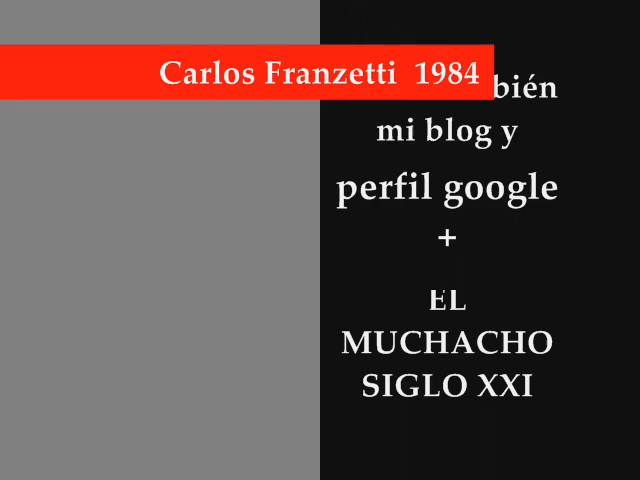 Carlos Franzetti 1984
bién
mi blog y
perfil google
+
EL
MUCHACHO
SIGLO XXI